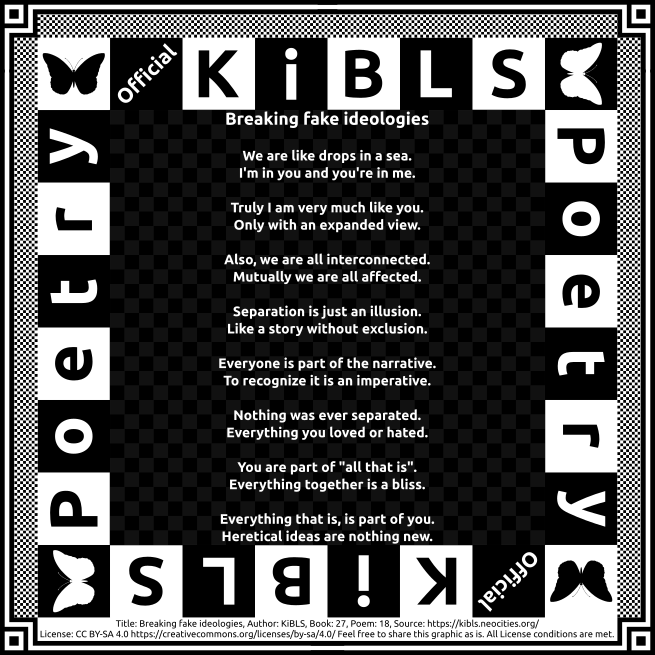 Official KiBLS
Poetry
Poetry
Breaking fake ideologies
We are like drops in a sea.
I'm in you and you're in me.
Truly I am very much like you.
Only with an expanded view.
Also, we are all interconnected.
Mutually we are all affected.
Separation is just an illusion.
Like a story without exclusion.
Everyone is part of the narrative.
To recognize it is an imperative.
Nothing was ever separated.
Everything you loved or hated.
You are part of "all that is".
Everything together is a bliss.
Everything that is, is part of you.
Heretical ideas are nothing new.
Official KiBLS
Title: Breaking fake ideologies, Author: KiBLS, Book: 27, Poem: 18, Source: https://kibls.neocities.org/
License: CC BY-SA 4.0 https://creativecommons.org/licenses/by-sa/4.0/ Feel free to share this graphic as is. All License conditions are met.